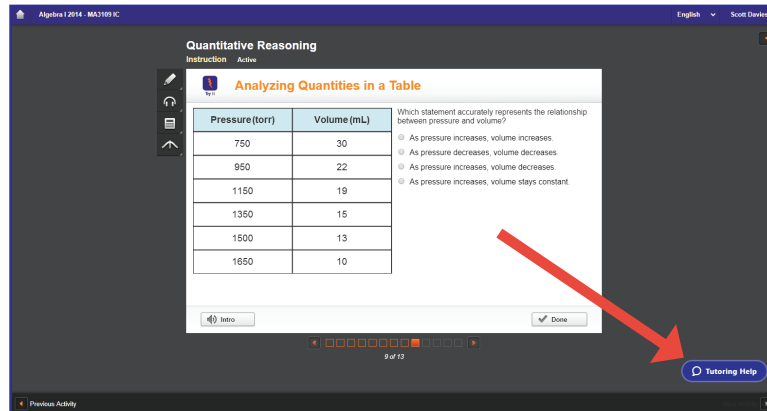 Algebra I 2014 - MA3109 IC
English
Scott Davies
Quantitative Reasoning
Instruction Active
Try It
Analyzing Quantities in a Table
Pressure (torr) Volume (mL)
750 30
950 22
1150 19
1350 15
1500 13
1650 10
Which statement accurately represents the relationship
between pressure and volume?
As pressure increases, volume increases.
As pressure decreases, volume decreases.
As pressure increases, volume decreases.
As pressure increases, volume stays constant.
Intro
Done
9 of 13
Tutoring Help
Previous Activity